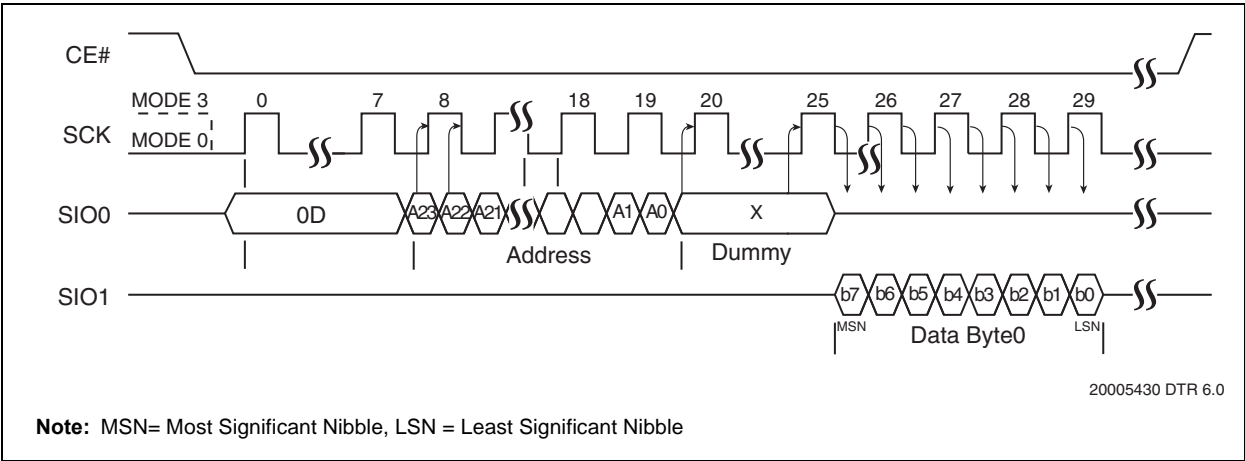 CE#
MODE 3 0 7 8 18 19 20 25 26 27 28 29
SCK
MODE 0
SIO0 0D A23 A22 A21 A1 A0 X
Address Dummy
SIO1 b7 b6 b5 b4 b3 b2 b1 b0
MSN Data Byte0 LSN
20005430 DTR 6.0
Note: MSN= Most Significant Nibble, LSN = Least Significant Nibble